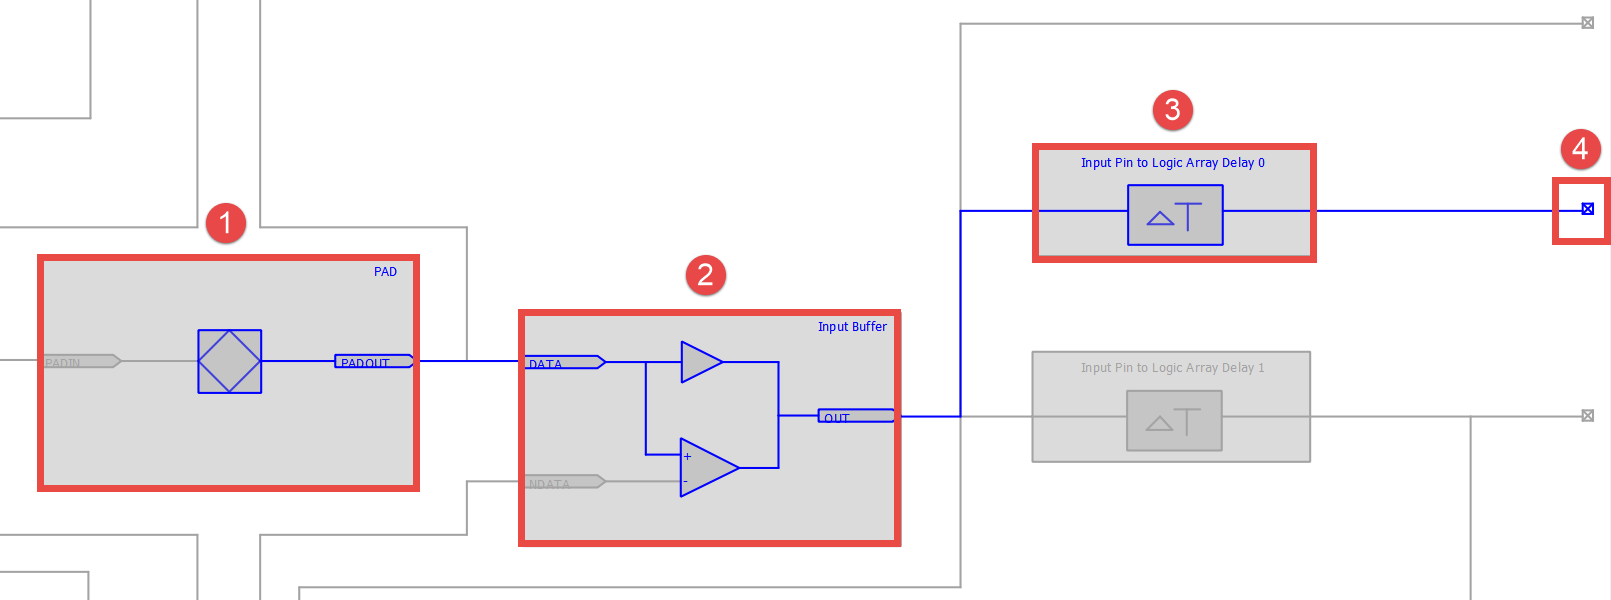 1
PAD
PADIN
PADOUT
2
Input Buffer
DATA
OUT
+
NDATA
-
3
Input Pin to Logic Array Delay 0
△T
4
Input Pin to Logic Array Delay 1
△T